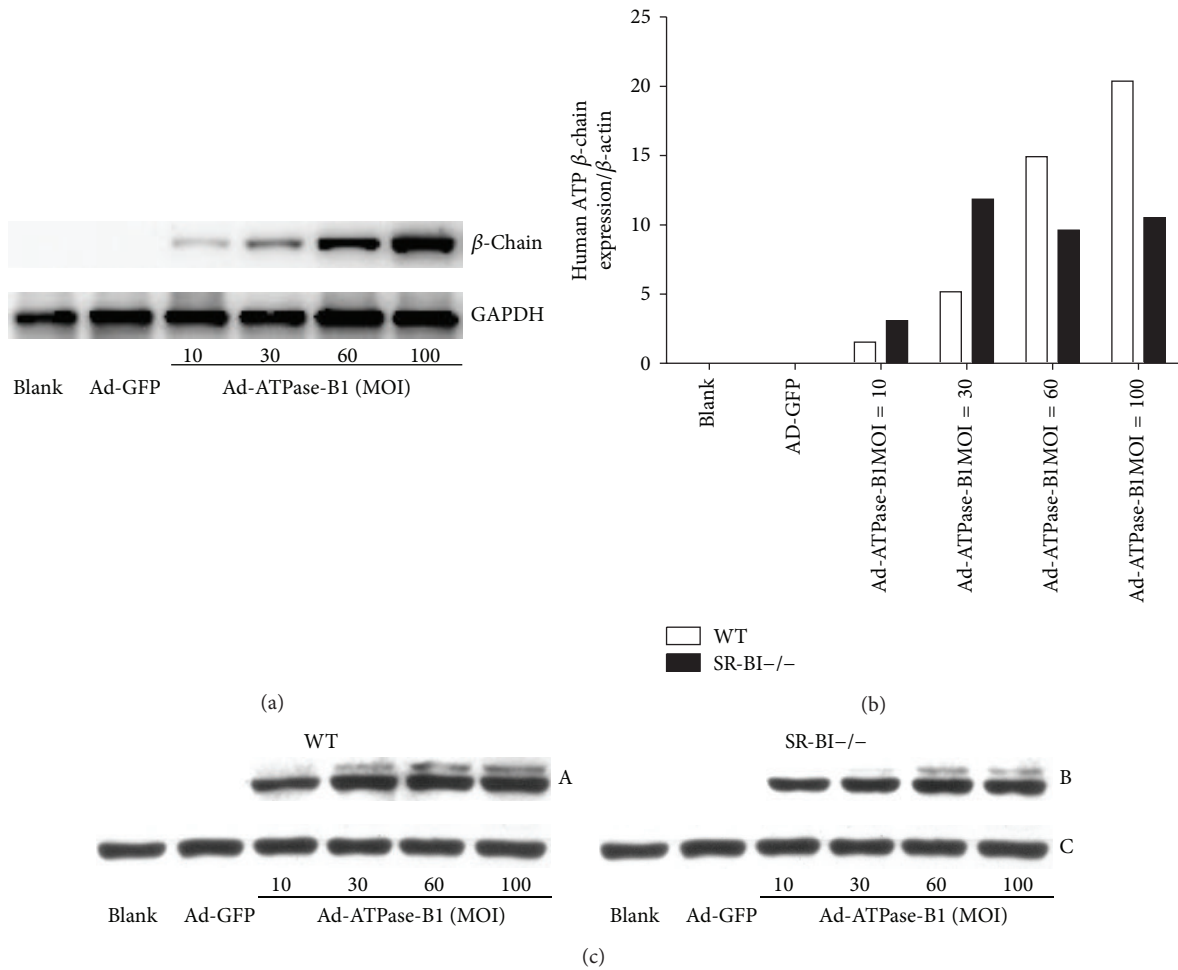 β-Chain
GAPDH
10 30 60 100
Blank Ad-GFP Ad-ATPase-B1 (MOI)
(a)
Human ATP β-chain
expression/β-actin
25
20
15
10
5
0
Blank
AD-GFP
Ad-ATPase-B1MOI = 10
Ad-ATPase-B1MOI = 30
Ad-ATPase-B1MOI = 60
Ad-ATPase-B1MOI = 100
WT
SR-BI−/−
(b)
WT
A
10 30 60 100
Blank Ad-GFP Ad-ATPase-B1 (MOI)
SR-BI−/−
B
C
10 30 60 100
Blank Ad-GFP Ad-ATPase-B1 (MOI)
(c)